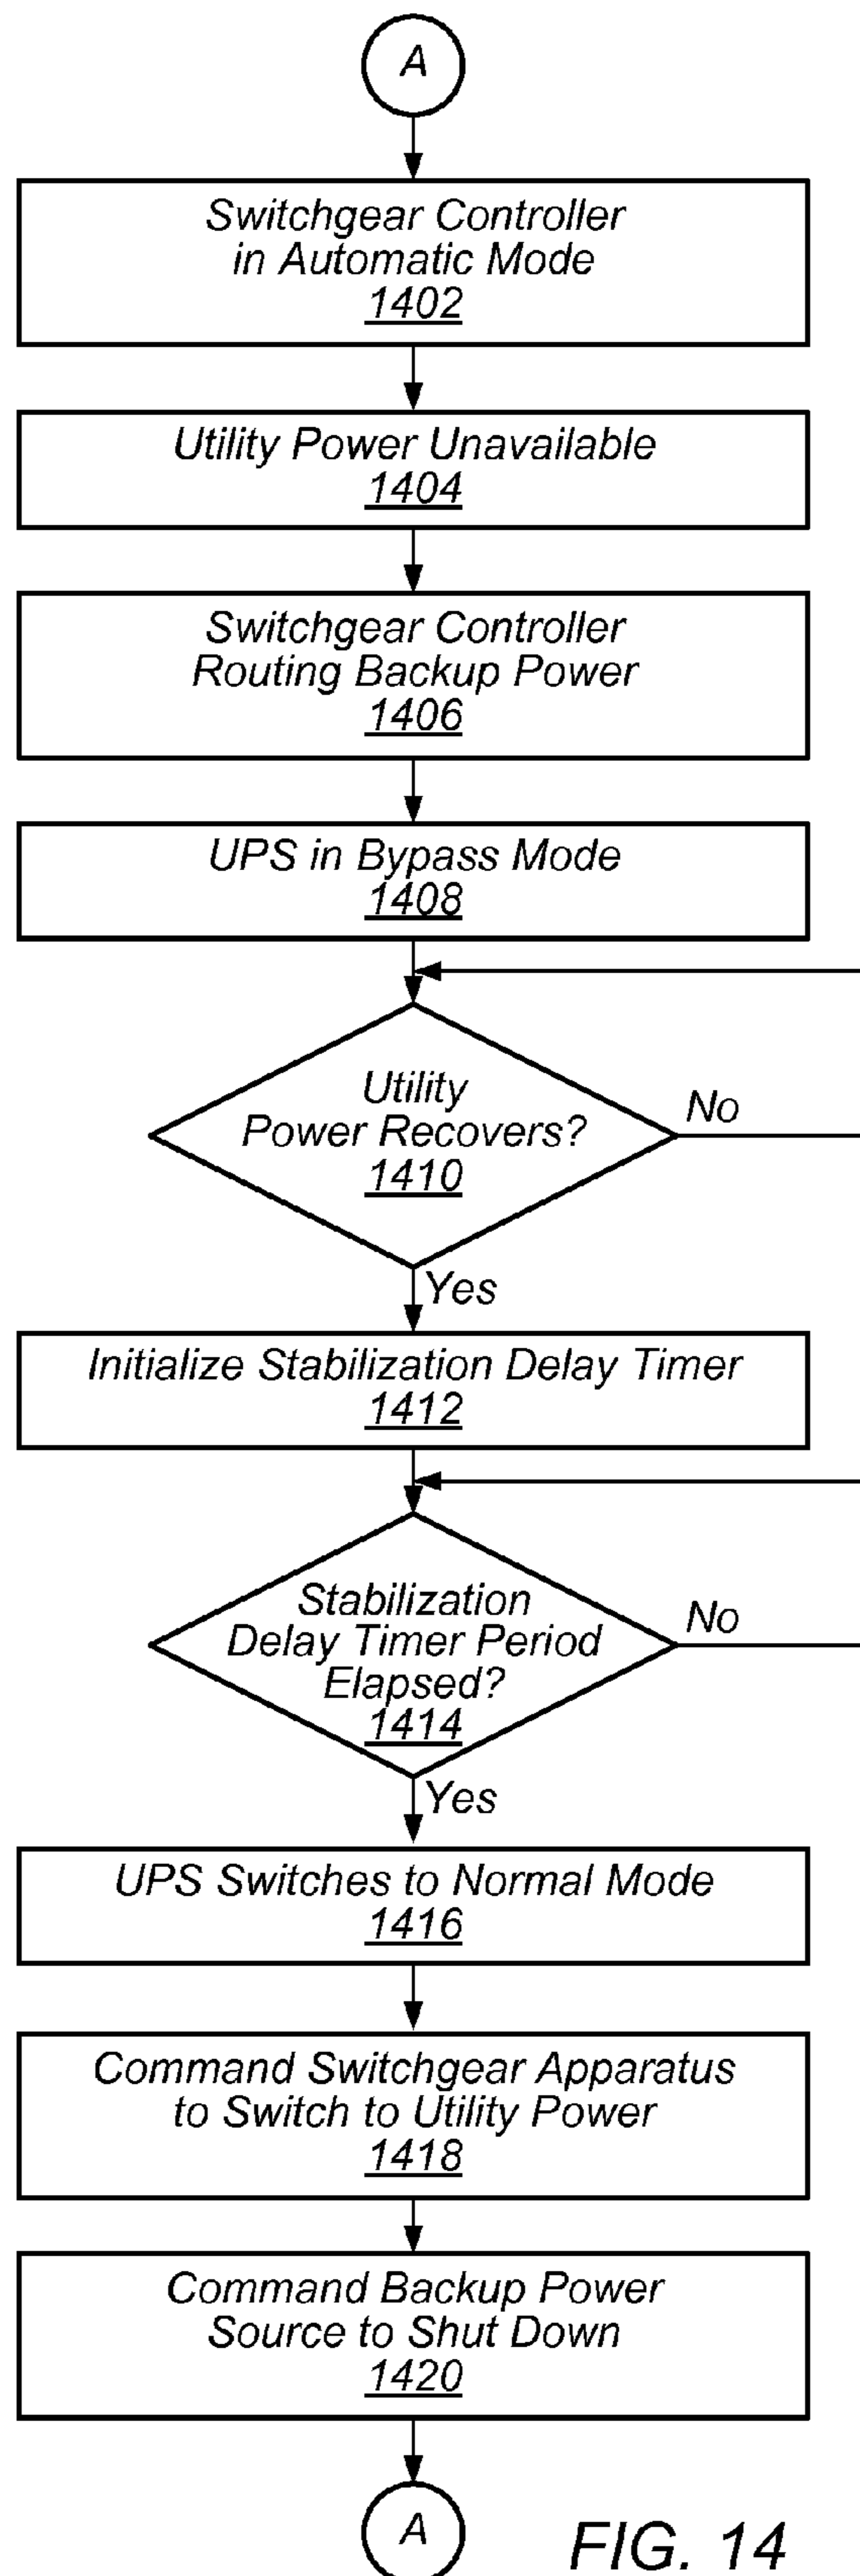 A
Switchgear Controller
in Automatic Mode
1402
Utility Power Unavailable
1404
Switchgear Controller
Routing Backup Power
1406
UPS in Bypass Mode
1408
Utility
Power Recovers?
1410
No
Yes
Initialize Stabilization Delay Timer
1412
Stabilization
Delay Timer Period
Elapsed?
1414
No
Yes
UPS Switches to Normal Mode
1416
Command Switchgear Apparatus
to Switch to Utility Power
1418
Command Backup Power
Source to Shut Down
1420
A
FIG. 14